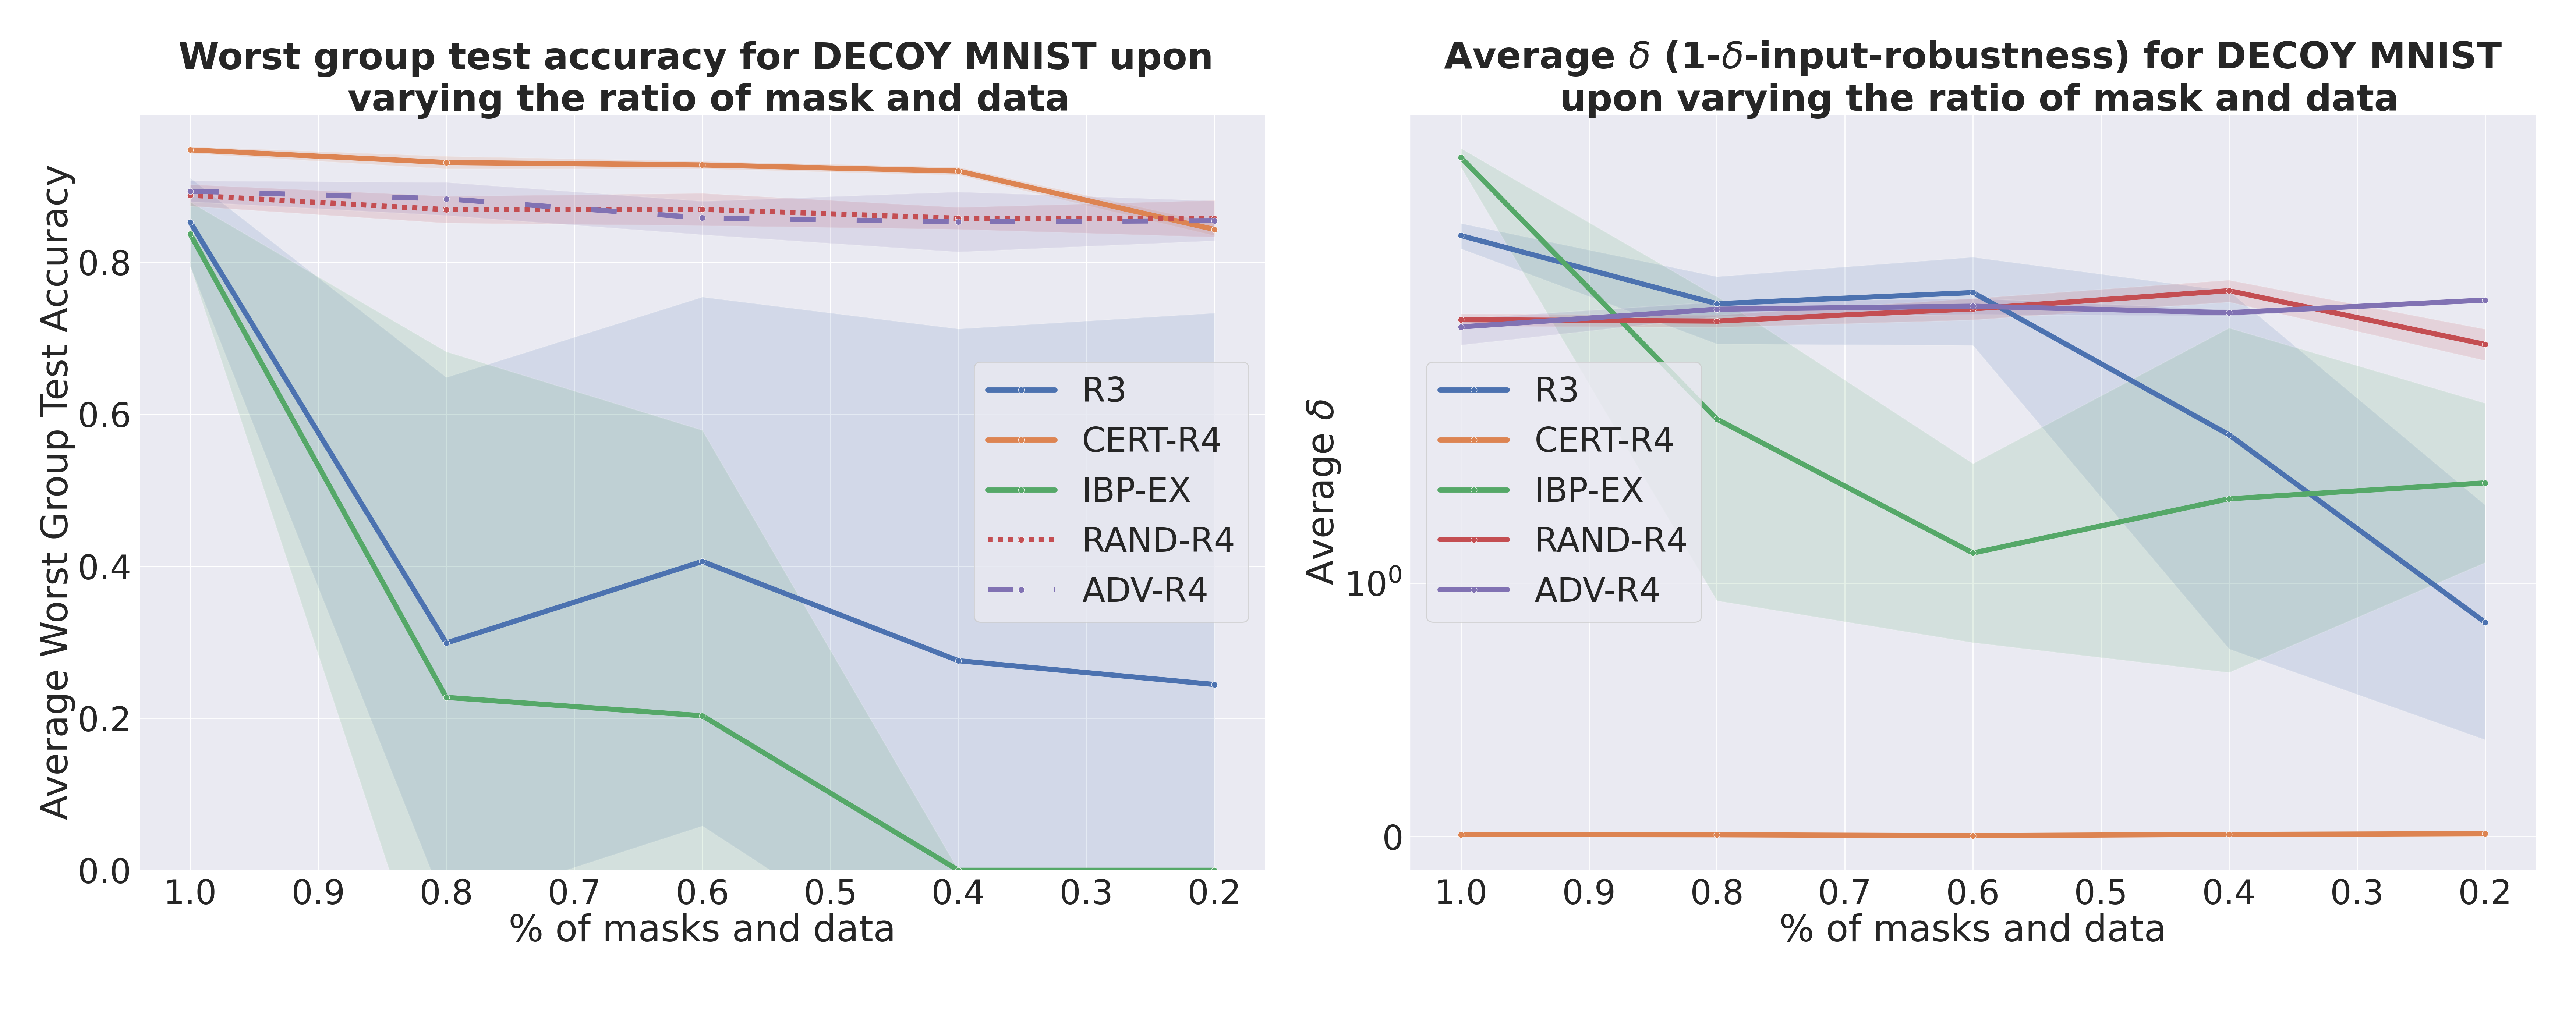 Worst group test accuracy for DECOY MNIST upon
varying the ratio of mask and data
Average Worst Group Test Accuracy
0.8
0.6
0.4
0.2
0.0
1.0 0.9 0.8 0.7 0.6 0.5 0.4 0.3 0.2
% of masks and data
R3
CERT-R4
IBP-EX
RAND-R4
ADV-R4
Average δ (1-δ-input-robustness) for DECOY MNIST
upon varying the ratio of mask and data
Average δ
10⁰
0
1.0 0.9 0.8 0.7 0.6 0.5 0.4 0.3 0.2
% of masks and data
R3
CERT-R4
IBP-EX
RAND-R4
ADV-R4